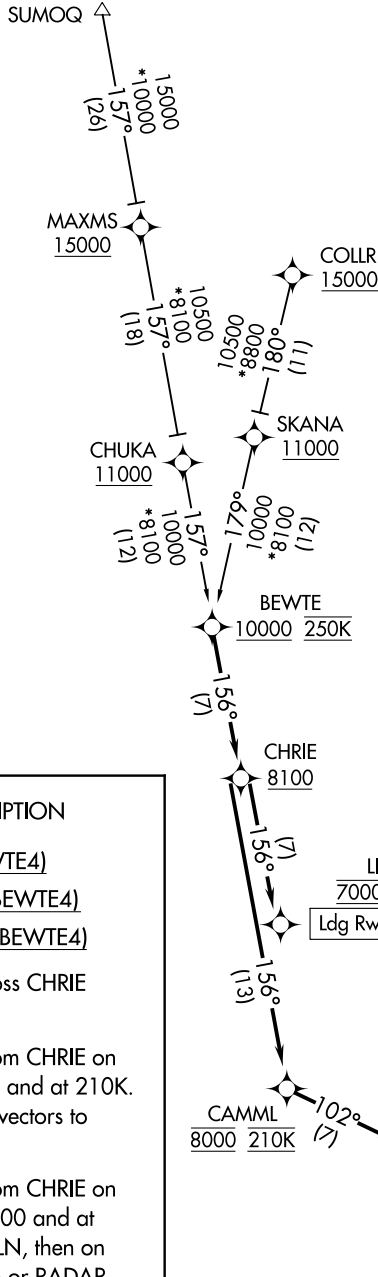 SUMOQ
15000
*10000
157°
(26)
MAXMS
15000
COLLR
15000
10500
*8100
157°
(18)
10500
*8800
180°
(11)
SKANA
11000
CHUKA
11000
10000
*8100
157°
(12)
179°
10000
*8100
(12)
BEWTE
10000 250K
156°
(7)
CHRIE
8100
(7)
156°
7000
Ldg Rw
156°
(13)
CAMML
8000 210K
102°
(7)
PTION
TE4)
BEWTE4)
BEWTE4)
ss CHRIE
om CHRIE on
and at 210K.
vectors to
om CHRIE on
00 and at
LN, then on
or RADAR